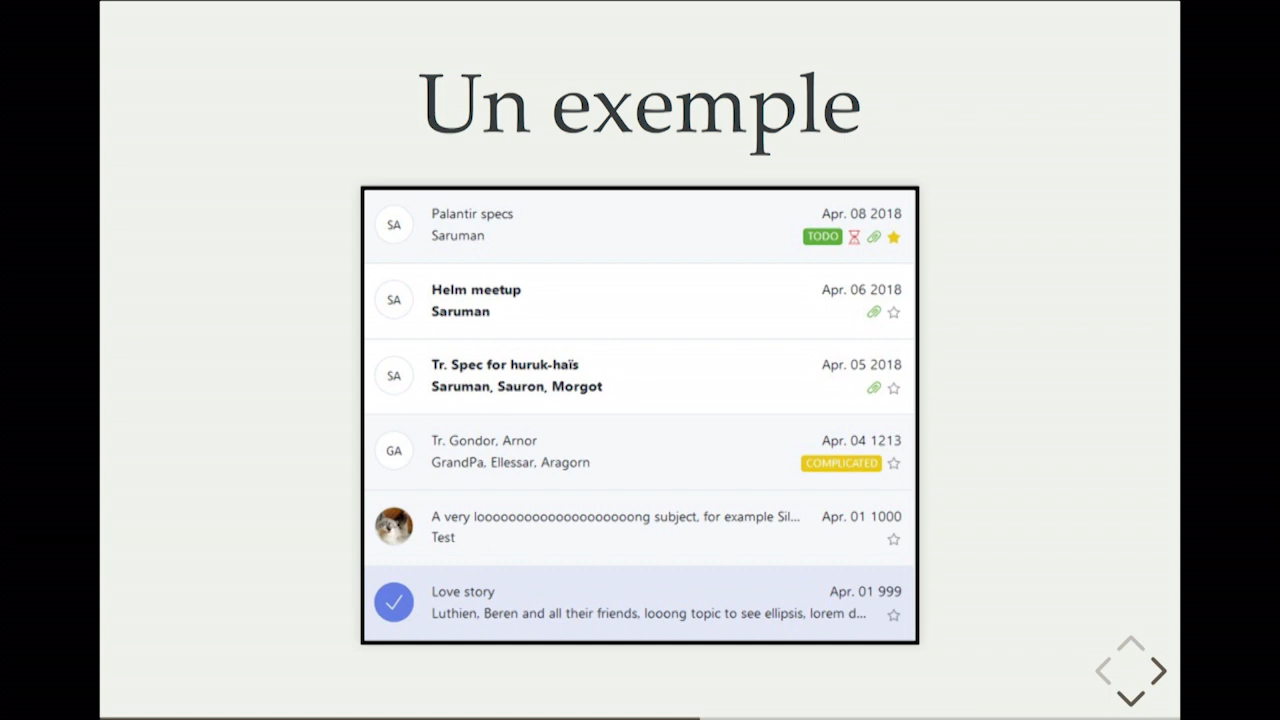 Un exemple
SA
Palantir specs
Apr. 08 2018
Saruman
TODO
SA
Helm meetup
Apr. 06 2018
Saruman
SA
Tr. Spec for huruk-haïs
Apr. 05 2018
Saruman, Sauron, Morgot
GA
Tr. Gondor, Arnor
Apr. 04 1213
GrandPa, Ellessar, Aragorn
COMPLICATED
A very looooooooooooooooooong subject, for example Sil...
Apr. 01 1000
Test
Love story
Apr. 01 999
Luthien, Beren and all their friends, looong topic to see ellipsis, lorem d...